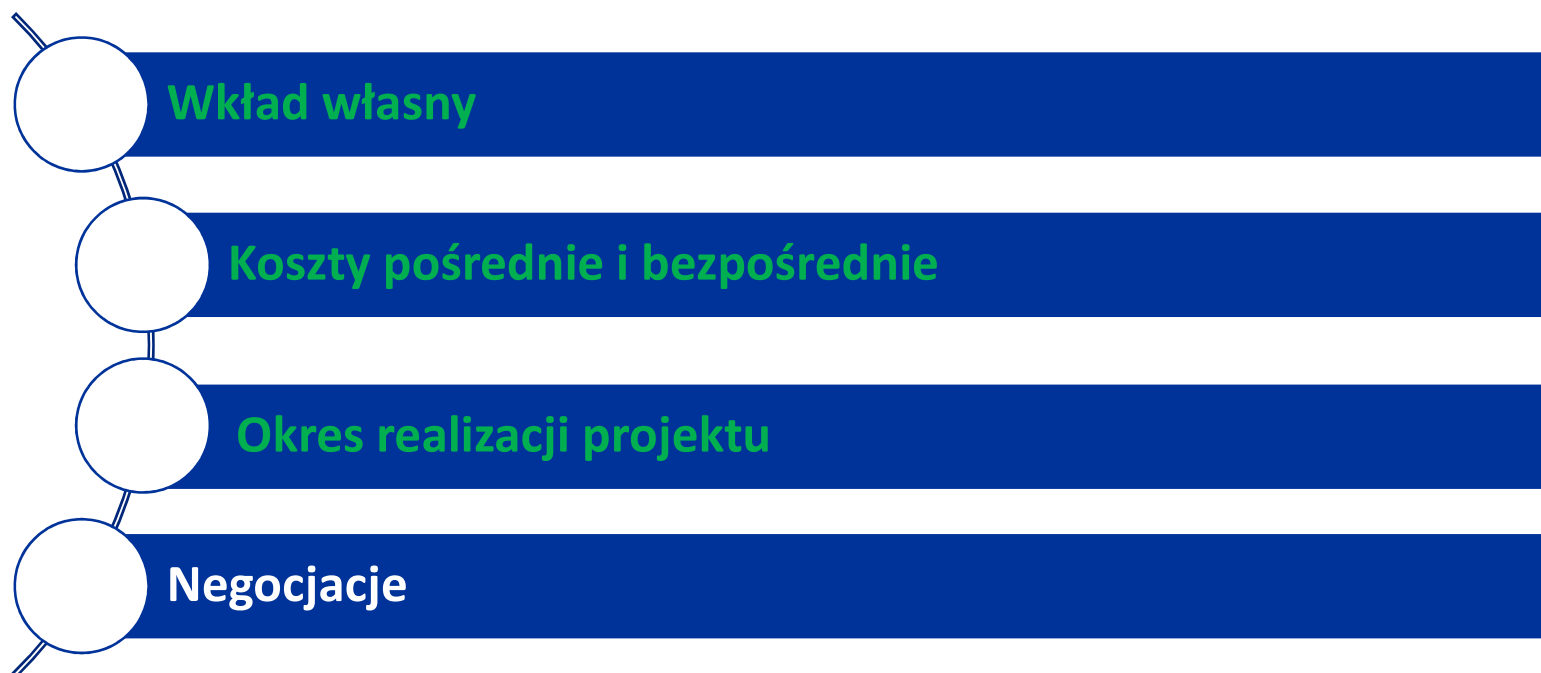 Wkład własny
Koszty pośrednie i bezpośrednie
Okres realizacji projektu
Negocjacje